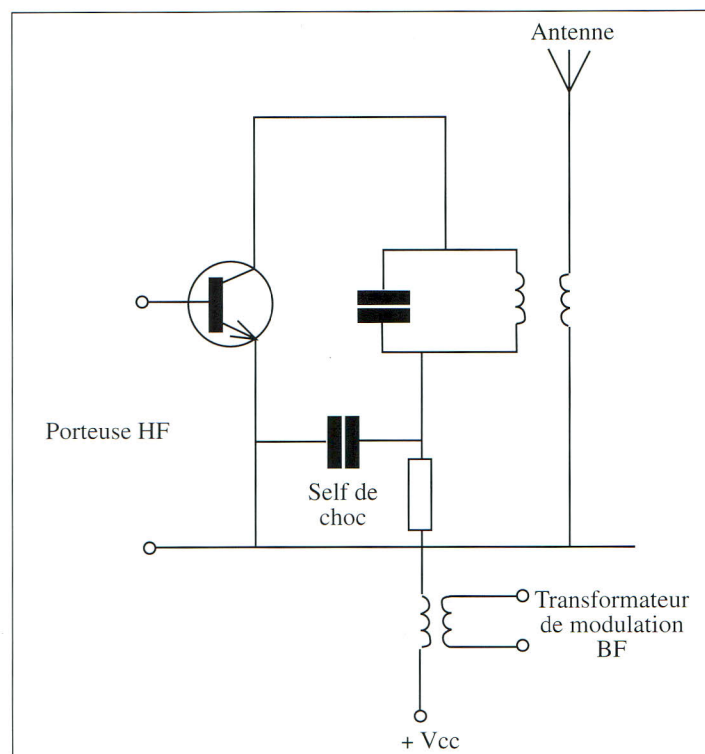 Antenne
Porteuse HF
Self de
choc
Transformateur
de modulation
BF
+ Vcc